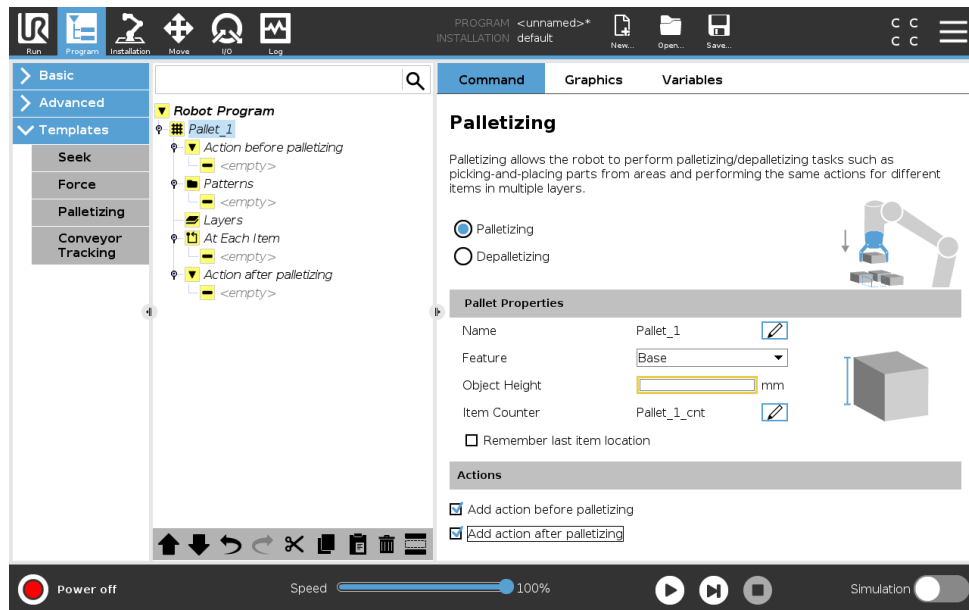 PROGRAM <unnamed>*
INSTALLATION default
Run
Program
Installation
Move
I/O
Log
New...
Open...
Save...
C C
C C
Basic
Advanced
Templates
Seek
Force
Palletizing
Conveyor
Tracking
Robot Program
Pallet_1
Action before palletizing
<empty>
Patterns
<empty>
Layers
At Each Item
<empty>
Action after palletizing
<empty>
Command
Graphics
Variables
Palletizing
Palletizing allows the robot to perform palletizing/depalletizing tasks such as
picking-and-placing parts from areas and performing the same actions for different
items in multiple layers.
Palletizing
Depalletizing
Pallet Properties
Name Pallet_1
Feature Base
Object Height mm
Item Counter Pallet_1_cnt
Remember last item location
Actions
Add action before palletizing
Add action after palletizing
Power off
Speed 100%
Simulation